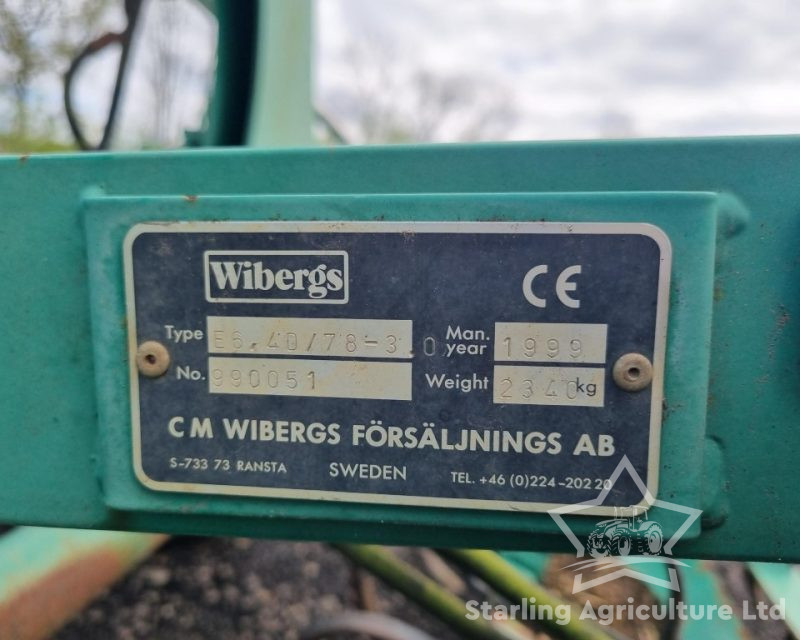 Wibergs
CE
Type E6,40/78-3.0 Man. year 1999
No. 990051 Weight 2340 kg
C M WIBERGS FÖRSÄLJNINGS AB
S-733 73 RANSTA SWEDEN TEL. +46 (0)224-202 20
Starling Agriculture Ltd